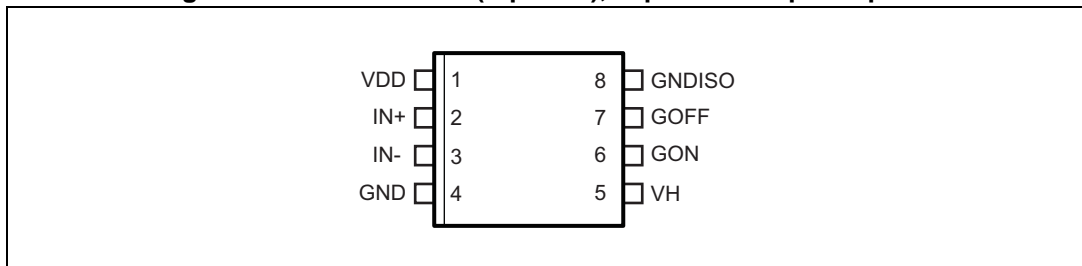 VDD 1 8 GNDISO
IN+ 2 7 GOFF
IN- 3 6 GON
GND 4 5 VH